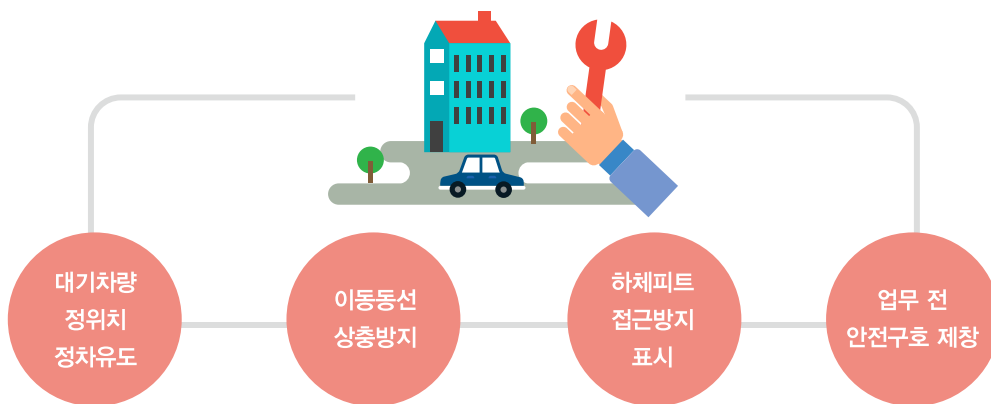 대기차량
정위치
정차유도
이동동선
상충방지
하체피트
접근방지
표시
업무 전
안전구호 제창